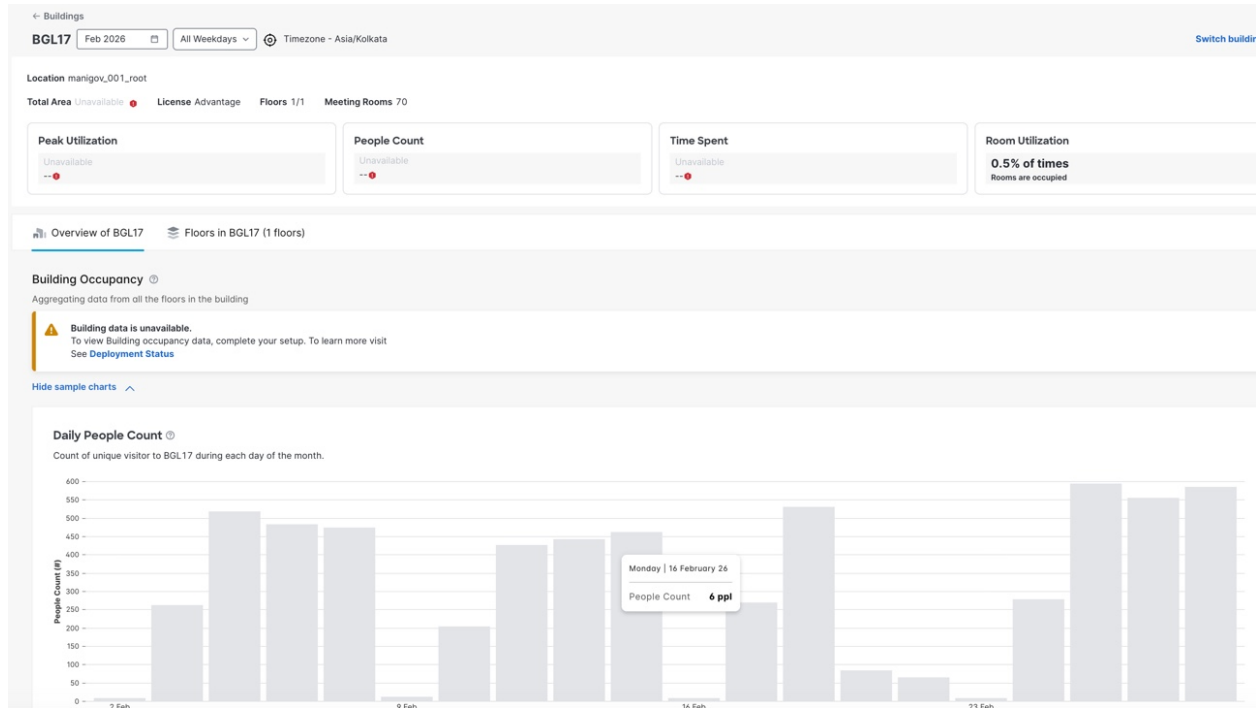 ← Buildings
BGL17 Feb 2026 All Weekdays Timezone - Asia/Kolkata
Location manigov_001_root
Total Area Unavailable License Advantage Floors 1/1 Meeting Rooms 70
Peak Utilization
Unavailable
--
People Count
Unavailable
--
Time Spent
Unavailable
--
Room Utilization
0.5% of times
Rooms are occupied
Overview of BGL17 Floors in BGL17 (1 floors)
Building Occupancy
Aggregating data from all the floors in the building
Building data is unavailable.
To view Building occupancy data, complete your setup. To learn more visit
See Deployment Status
Hide sample charts
Daily People Count
Count of unique visitor to BGL17 during each day of the month.
People Count (#)
600
550
500
450
400
350
300
250
200
150
100
50
0
Monday | 16 February 26
People Count 6 ppl
2 Feb 9 Feb 16 Feb 23 Feb